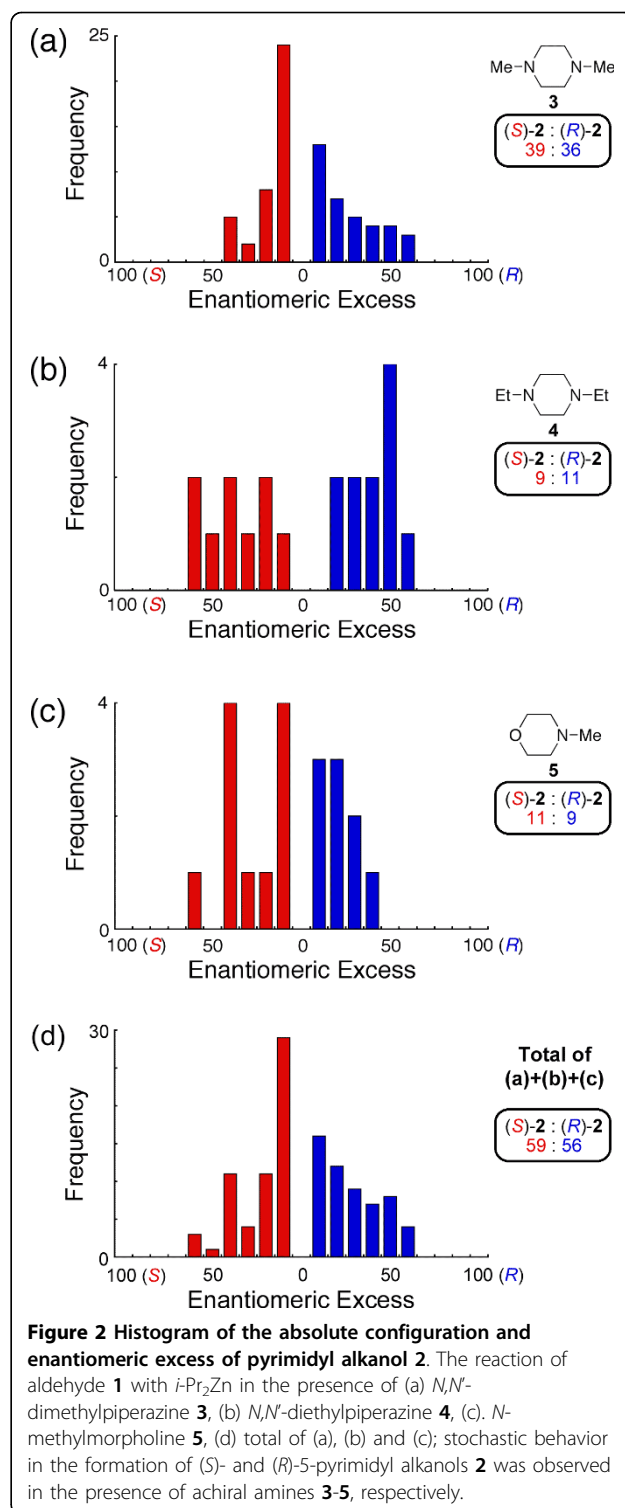 (a)
25
Frequency
0
100 (S) 50 0 50 100 (R)
Enantiomeric Excess
Me–N N–Me
3
(S)-2 : (R)-2
39 : 36
(b)
4
Frequency
0
100 (S) 50 0 50 100 (R)
Enantiomeric Excess
Et–N N–Et
4
(S)-2 : (R)-2
9 : 11
(c)
4
Frequency
0
100 (S) 50 0 50 100 (R)
Enantiomeric Excess
O N–Me
5
(S)-2 : (R)-2
11 : 9
(d)
30
Frequency
0
100 (S) 50 0 50 100 (R)
Enantiomeric Excess
Total of
(a)+(b)+(c)
(S)-2 : (R)-2
59 : 56
Figure 2 Histogram of the absolute configuration and
enantiomeric excess of pyrimidyl alkanol 2. The reaction of
aldehyde 1 with i-Pr₂Zn in the presence of (a) N,N′-
dimethylpiperazine 3, (b) N,N′-diethylpiperazine 4, (c). N-
methylmorpholine 5, (d) total of (a), (b) and (c); stochastic behavior
in the formation of (S)- and (R)-5-pyrimidyl alkanols 2 was observed
in the presence of achiral amines 3-5, respectively.